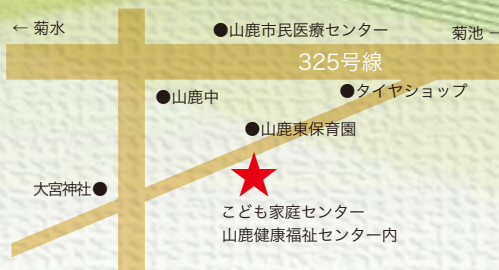 ← 菊水
●山鹿市民医療センター
菊池 →
325号線
●タイヤショップ
●山鹿中
●山鹿東保育園
大宮神社●
こども家庭センター
山鹿健康福祉センター内